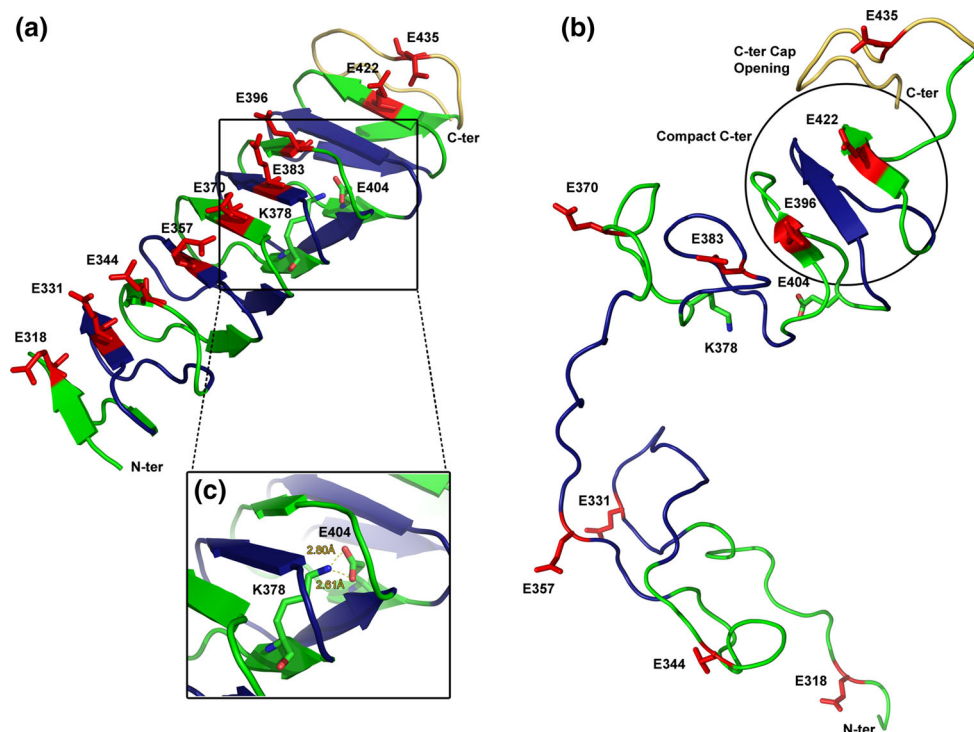 (a)
E435
E422
E396
C-ter
E383
E404
E370
K378
E357
E344
E331
E318
N-ter
(c)
E404
2.80Å
K378
2.61Å
(b)
E435
C-ter Cap
Opening
C-ter
E422
Compact C-ter
E370
E396
E383
E404
K378
E331
E357
E344
E318
N-ter